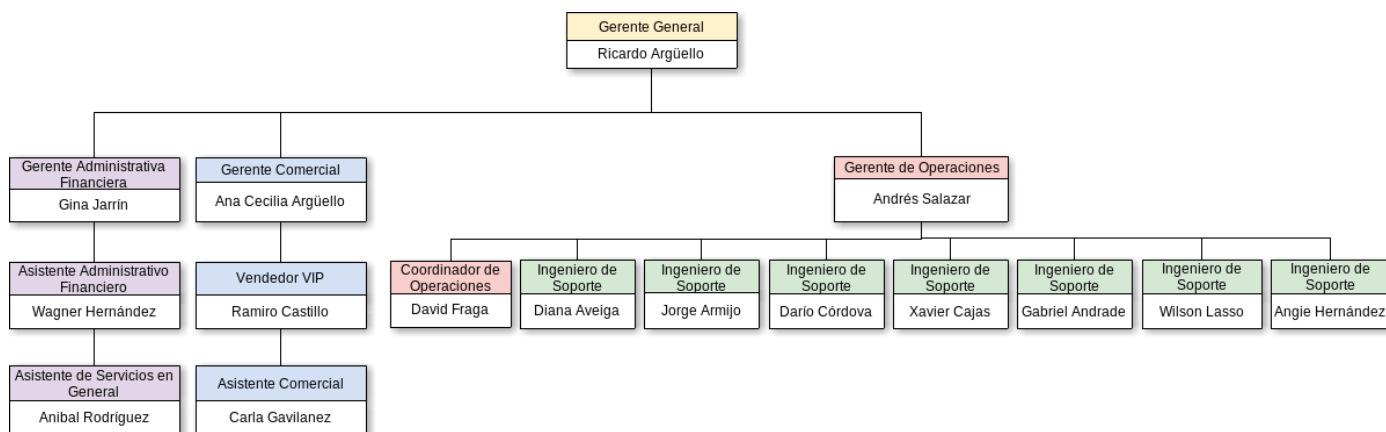 Gerente General
Ricardo Argüello
Gerente Administrativa
Financiera
Gina Jarrín
Gerente Comercial
Ana Cecilia Argüello
Gerente de Operaciones
Andrés Salazar
Asistente Administrativo
Financiero
Wagner Hernández
Vendedor VIP
Ramiro Castillo
Coordinador de
Operaciones
David Fraga
Ingeniero de
Soporte
Diana Aveiga
Ingeniero de
Soporte
Jorge Armijo
Ingeniero de
Soporte
Darío Córdova
Ingeniero de
Soporte
Xavier Cajas
Ingeniero de
Soporte
Gabriel Andrade
Ingeniero de
Soporte
Wilson Lasso
Ingeniero de
Soporte
Angie Hernández
Asistente de Servicios en
General
Anibal Rodríguez
Asistente Comercial
Carla Gavilanez